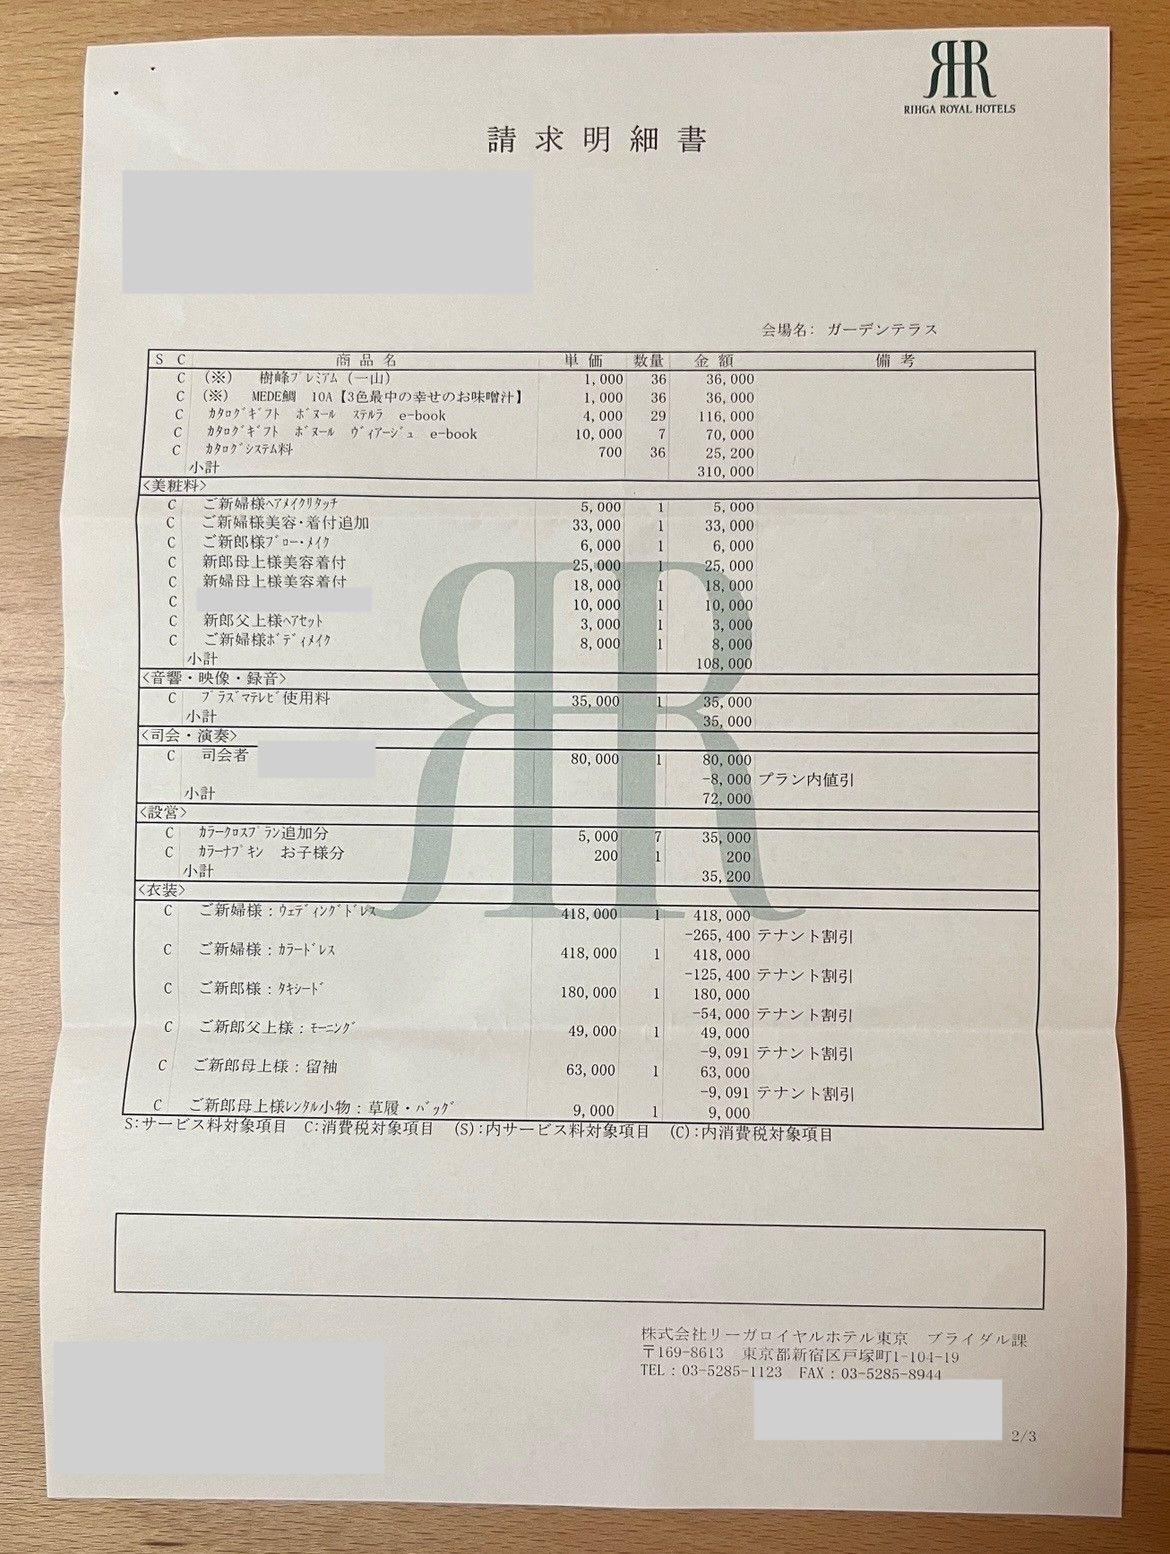 RIHGA ROYAL HOTELS
請求明細書
会場名: ガーデンテラス
S C 商品名 単価 数量 金額 備考
C (※) 樹峰ﾌﾟﾚﾐｱﾑ(一山) 1,000 36 36,000
C (※) MEDE鯛 10A【3色最中の幸せのお味噌汁】 1,000 36 36,000
C ｶﾀﾛｸﾞｷﾞﾌﾄ ﾎﾞﾇｰﾙ ｽﾃﾙﾗ e-book 4,000 29 116,000
C ｶﾀﾛｸﾞｷﾞﾌﾄ ﾎﾞﾇｰﾙ ヴｨｱｰｼﾞｭ e-book 10,000 7 70,000
C ｶﾀﾛｸﾞｼｽﾃﾑ料 700 36 25,200
小計 310,000
<美粧料>
C ご新婦様ﾍｱﾒｲｸﾘﾀｯﾁ 5,000 1 5,000
C ご新婦様美容・着付追加 33,000 1 33,000
C ご新郎様ﾌﾞﾛｰ・ﾒｲｸ 6,000 1 6,000
C 新郎母上様美容着付 25,000 1 25,000
C 新婦母上様美容着付 18,000 1 18,000
C 10,000 1 10,000
C 新郎父上様ﾍｱｾｯﾄ 3,000 1 3,000
C ご新婦様ﾎﾞﾃﾞｨﾒｲｸ 8,000 1 8,000
小計 108,000
<音響・映像・録音>
C ﾌﾟﾗｽﾞﾏﾃﾚﾋﾞ使用料 35,000 1 35,000
小計 35,000
<司会・演奏>
C 司会者 80,000 1 80,000
-8,000 プラン内値引
小計 72,000
<設営>
C ｶﾗｰｸﾛｽﾌﾟﾗﾝ追加分 5,000 7 35,000
C ｶﾗｰﾅﾌﾟｷﾝ お子様分 200 1 200
小計 35,200
<衣装>
C ご新婦様：ｳｪﾃﾞｨﾝｸﾞﾄﾞﾚｽ 418,000 1 418,000
-265,400 テナント割引
C ご新婦様：ｶﾗｰﾄﾞﾚｽ 418,000 1 418,000
-125,400 テナント割引
C ご新郎様：ﾀｷｼｰﾄﾞ 180,000 1 180,000
-54,000 テナント割引
C ご新郎父上様：ﾓｰﾆﾝｸﾞ 49,000 1 49,000
-9,091 テナント割引
C ご新郎母上様：留袖 63,000 1 63,000
-9,091 テナント割引
C ご新郎母上様ﾚﾝﾀﾙ小物：草履・ﾊﾞｯｸﾞ 9,000 1 9,000
S:サービス料対象項目 C:消費税対象項目 (S):内サービス料対象項目 (C):内消費税対象項目
株式会社リーガロイヤルホテル東京 ブライダル課
〒169-8613 東京都新宿区戸塚町1-104-19
TEL：03-5285-1123 FAX：03-5285-8944
2/3